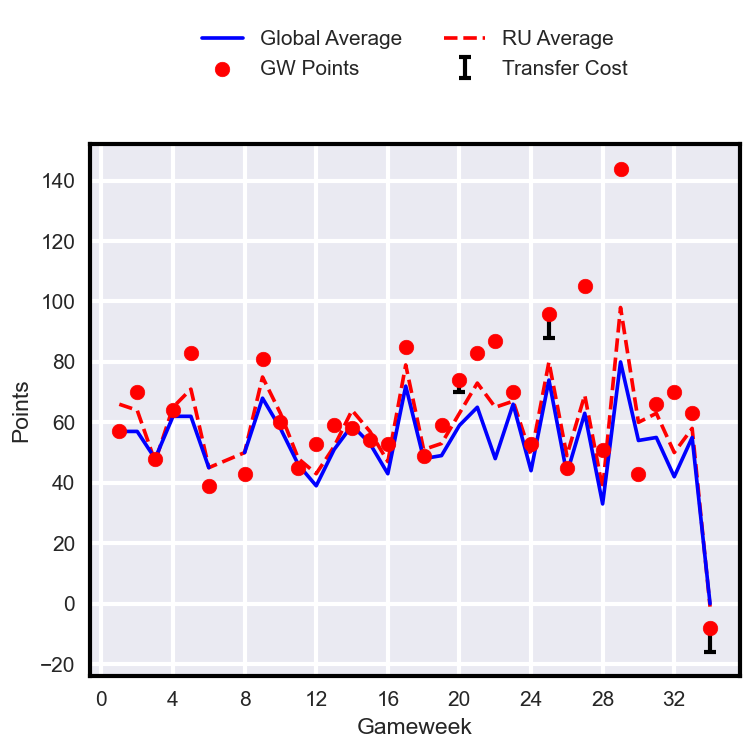 Global Average
RU Average
GW Points
Transfer Cost
140
120
100
80
60
40
20
0
−20
Points
0 4 8 12 16 20 24 28 32
Gameweek